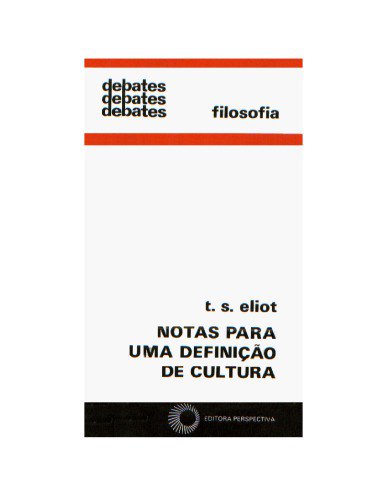 debates
debates
debates
filosofia
t. s. eliot
NOTAS PARA
UMA DEFINIÇÃO
DE CULTURA
EDITORA PERSPECTIVA